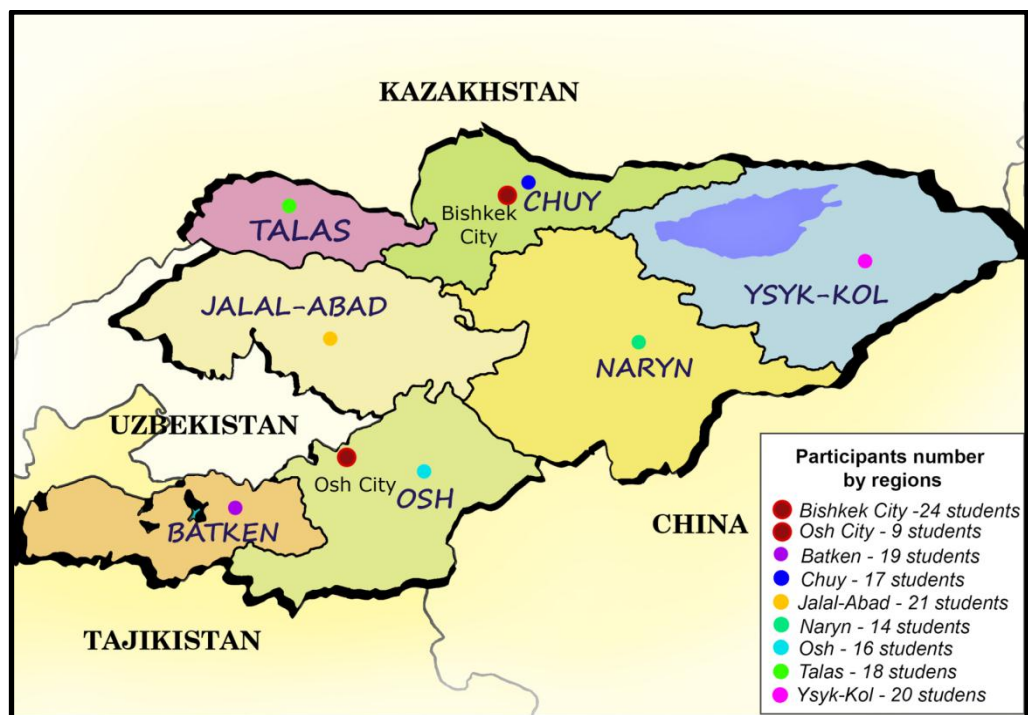 KAZAKHSTAN
Bishkek
City
CHUY
TALAS
YSYK-KOL
JALAL-ABAD
NARYN
UZBEKISTAN
Osh City
OSH
BATKEN
CHINA
TAJIKISTAN
Participants number
by regions
Bishkek City -24 students
Osh City - 9 students
Batken - 19 students
Chuy - 17 students
Jalal-Abad - 21 students
Naryn - 14 students
Osh - 16 students
Talas - 18 studens
Ysyk-Kol - 20 studens